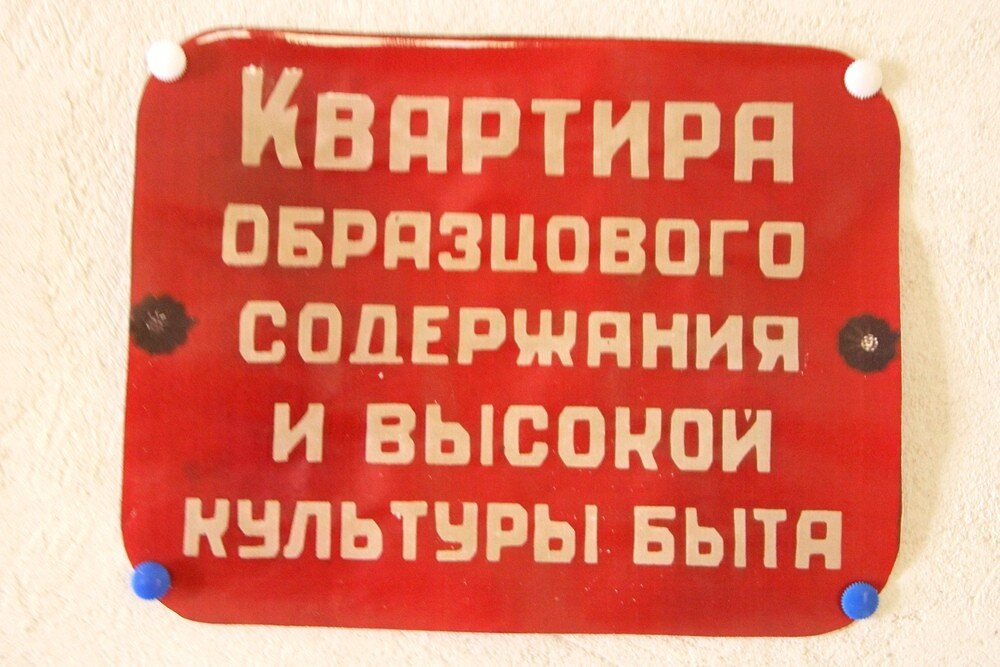 Квартира
образцового
содержания
и высокой
культуры быта